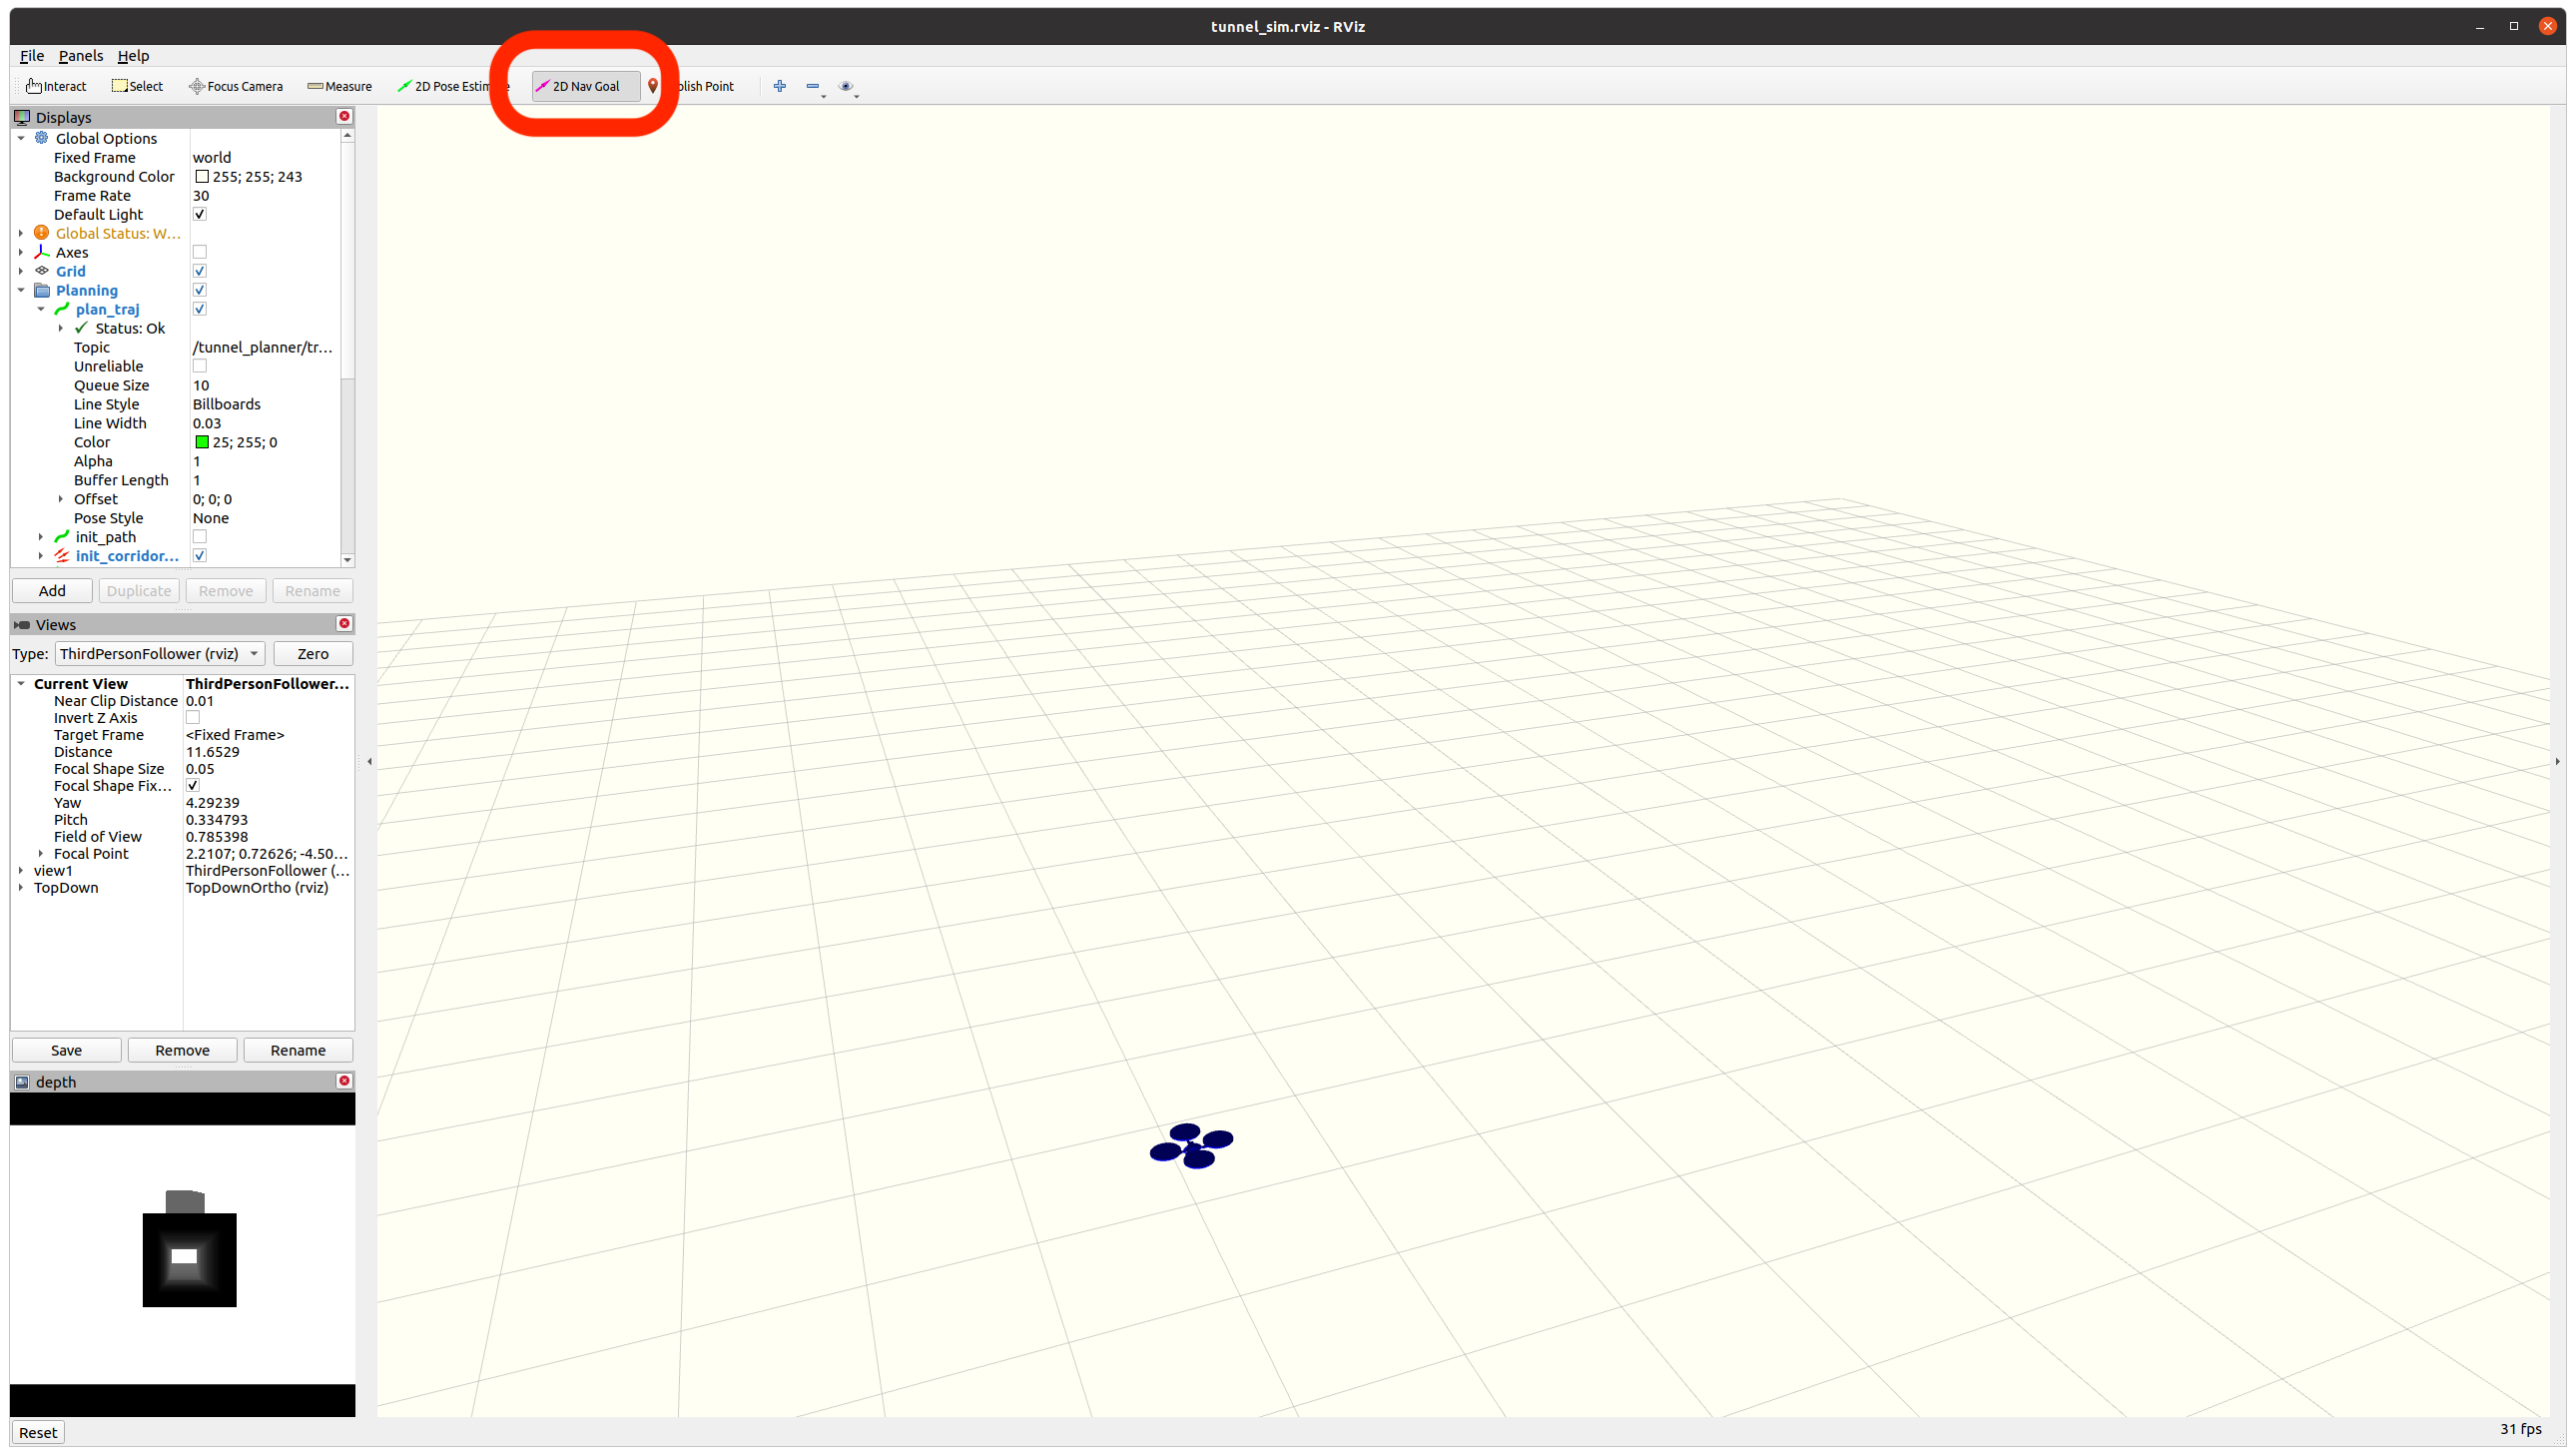 tunnel_sim.rviz - RViz
File Panels Help
Interact Select Focus Camera Measure 2D Pose 2D Nav Goal Point
Displays
Global Options
Fixed Frame world
Background Color 255; 255; 243
Frame Rate 30
Default Light
Global Status: W...
Axes
Grid
Planning
plan_traj
Status: Ok
Topic /tunnel_planner/tr...
Unreliable
Queue Size 10
Line Style Billboards
Line Width 0.03
Color 25; 255; 0
Alpha 1
Buffer Length 1
Offset 0; 0; 0
Pose Style None
init_path
init_corridor...
Add Duplicate Remove Rename
Views
Type: ThirdPersonFollower (rviz) Zero
Current View ThirdPersonFollower...
Near Clip Distance 0.01
Invert Z Axis
Target Frame <Fixed Frame>
Distance 11.6529
Focal Shape Size 0.05
Focal Shape Fix...
Yaw 4.29239
Pitch 0.334793
Field of View 0.785398
Focal Point 2.2107; 0.72626; -4.50...
view1 ThirdPersonFollower (...
TopDown TopDownOrtho (rviz)
Save Remove Rename
depth
Reset
31 fps